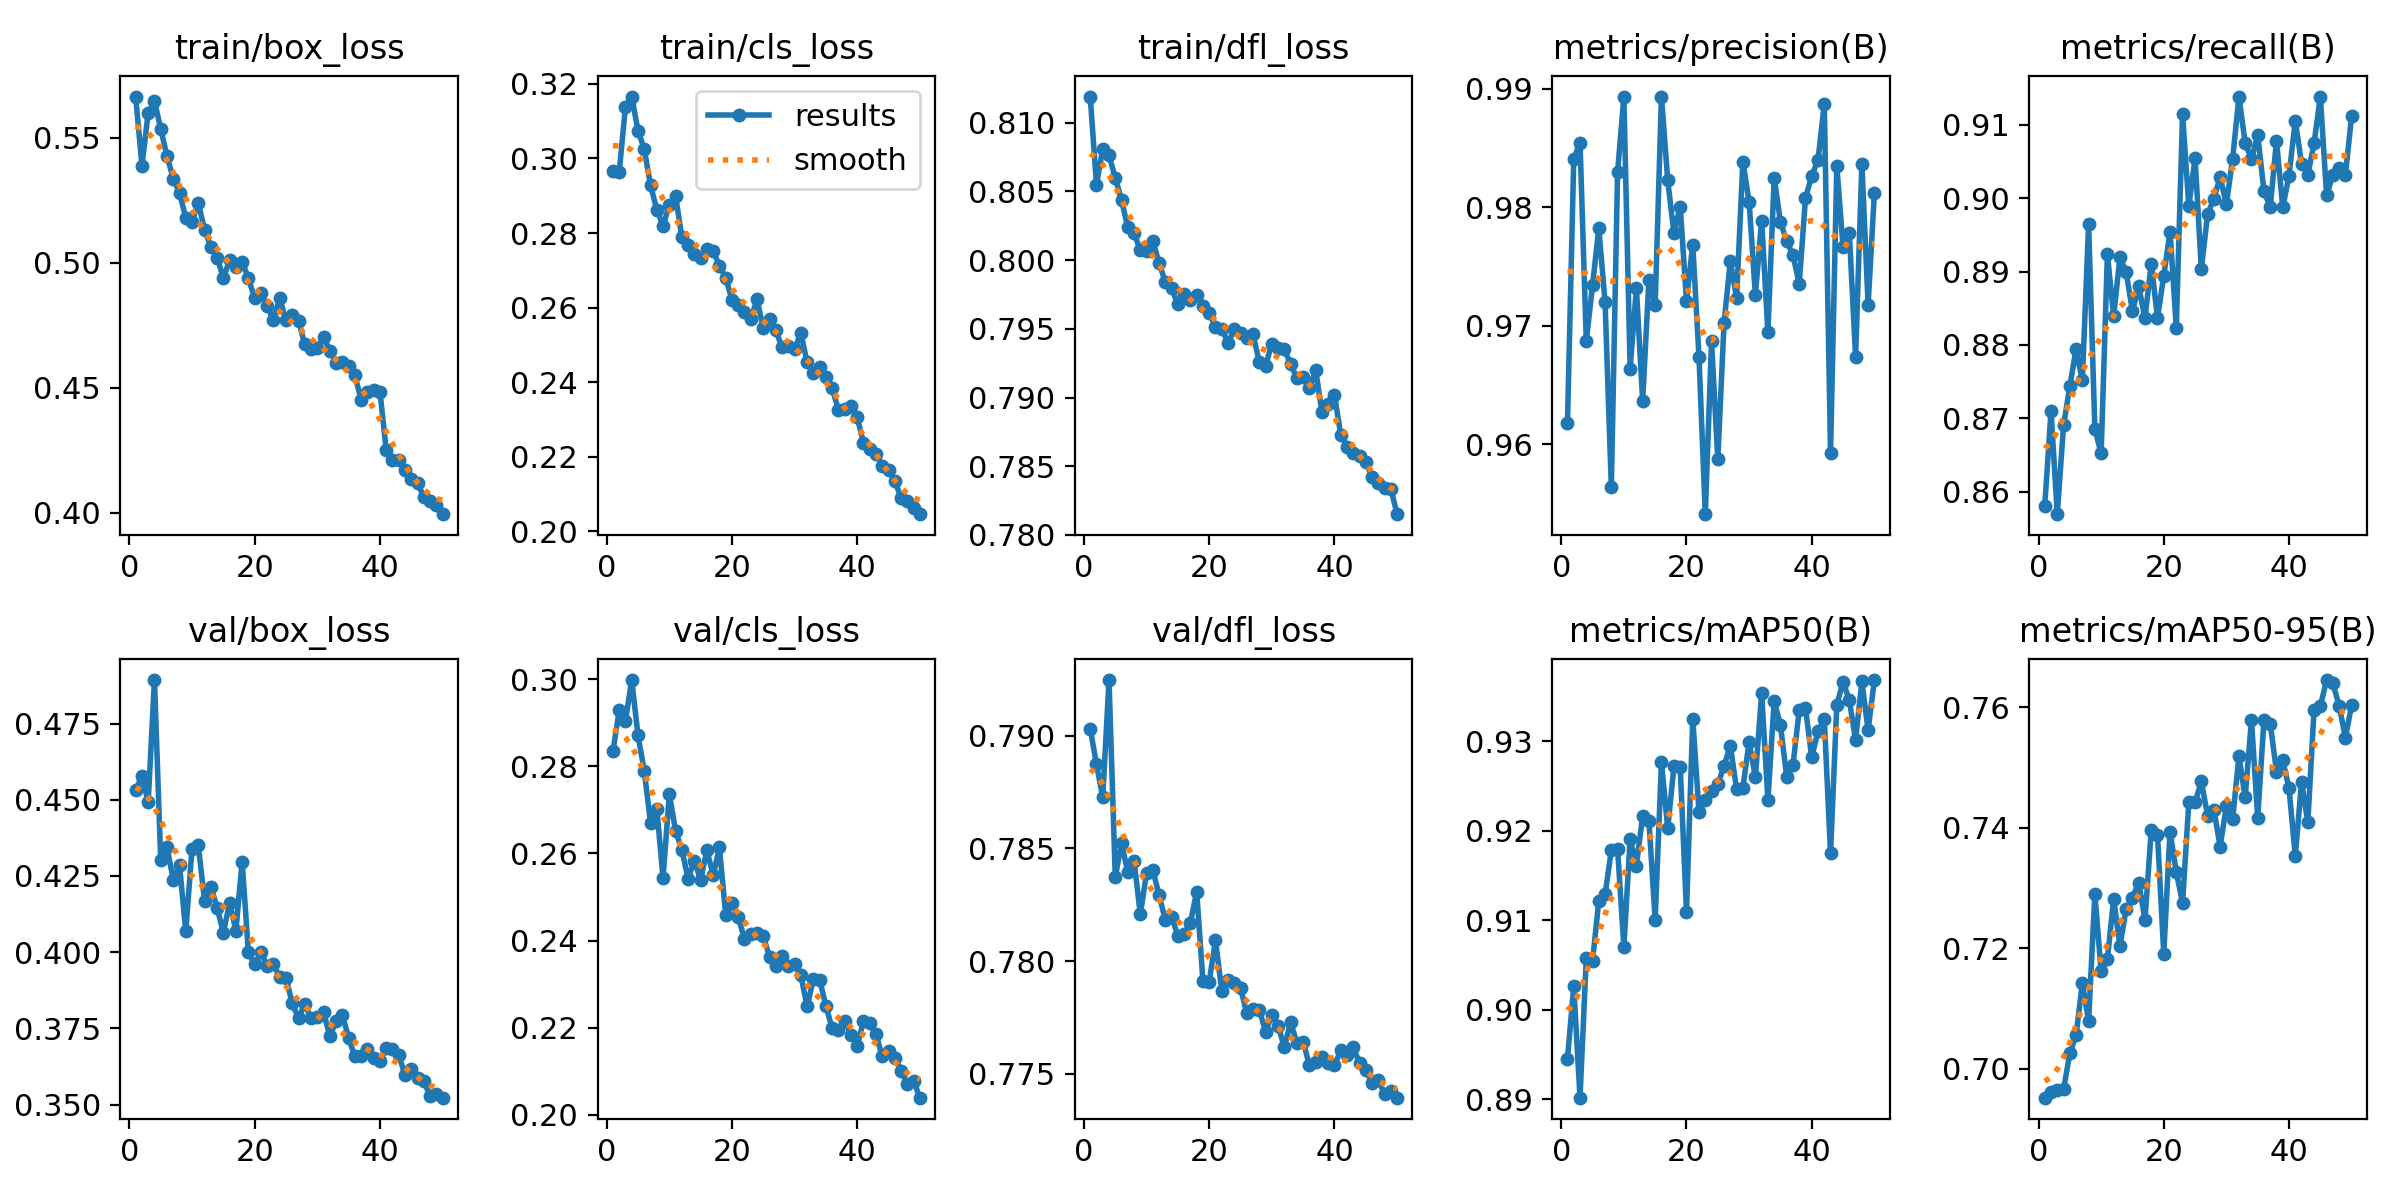 train/box_loss
0.55
0.50
0.45
0.40
0 20 40
train/cls_loss
results
smooth
0.32
0.30
0.28
0.26
0.24
0.22
0.20
0 20 40
train/dfl_loss
0.810
0.805
0.800
0.795
0.790
0.785
0.780
0 20 40
metrics/precision(B)
0.99
0.98
0.97
0.96
0 20 40
metrics/recall(B)
0.91
0.90
0.89
0.88
0.87
0.86
0 20 40
val/box_loss
0.475
0.450
0.425
0.400
0.375
0.350
0 20 40
val/cls_loss
0.30
0.28
0.26
0.24
0.22
0.20
0 20 40
val/dfl_loss
0.790
0.785
0.780
0.775
0 20 40
metrics/mAP50(B)
0.93
0.92
0.91
0.90
0.89
0 20 40
metrics/mAP50-95(B)
0.76
0.74
0.72
0.70
0 20 40